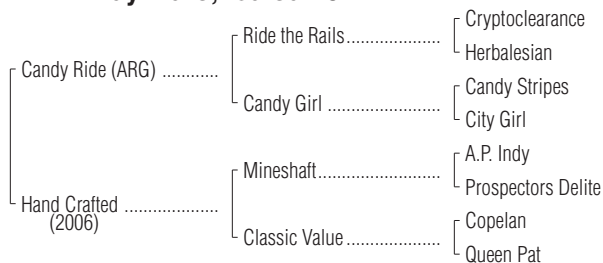 Cryptoclearance
Ride the Rails......................
Herbalesian
Candy Ride (ARG) ............
Candy Stripes
Candy Girl ..........................
City Girl
A.P. Indy
Mineshaft............................
Prospectors Delite
Hand Crafted ....................
(2006)
Copelan
Classic Value......................
Queen Pat